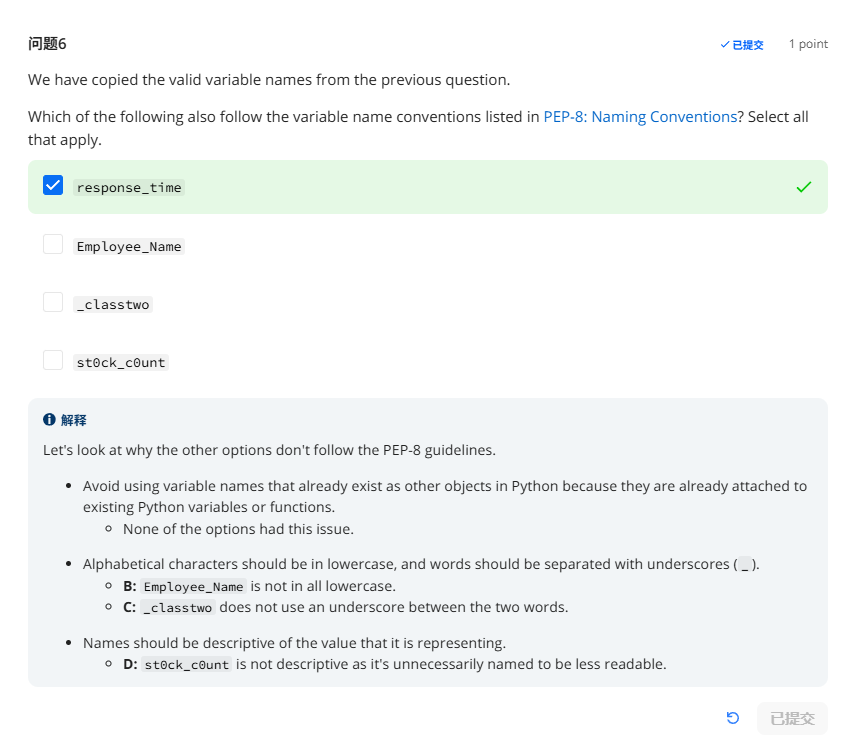 问题6
已提交 1 point
We have copied the valid variable names from the previous question.
Which of the following also follow the variable name conventions listed in PEP-8: Naming Conventions? Select all
that apply.
response_time
Employee_Name
_classtwo
st0ck_c0unt
解释
Let's look at why the other options don't follow the PEP-8 guidelines.
• Avoid using variable names that already exist as other objects in Python because they are already attached to
existing Python variables or functions.
◦ None of the options had this issue.
• Alphabetical characters should be in lowercase, and words should be separated with underscores ( _ ).
◦ B: Employee_Name is not in all lowercase.
◦ C: _classtwo does not use an underscore between the two words.
• Names should be descriptive of the value that it is representing.
◦ D: st0ck_c0unt is not descriptive as it's unnecessarily named to be less readable.
已提交